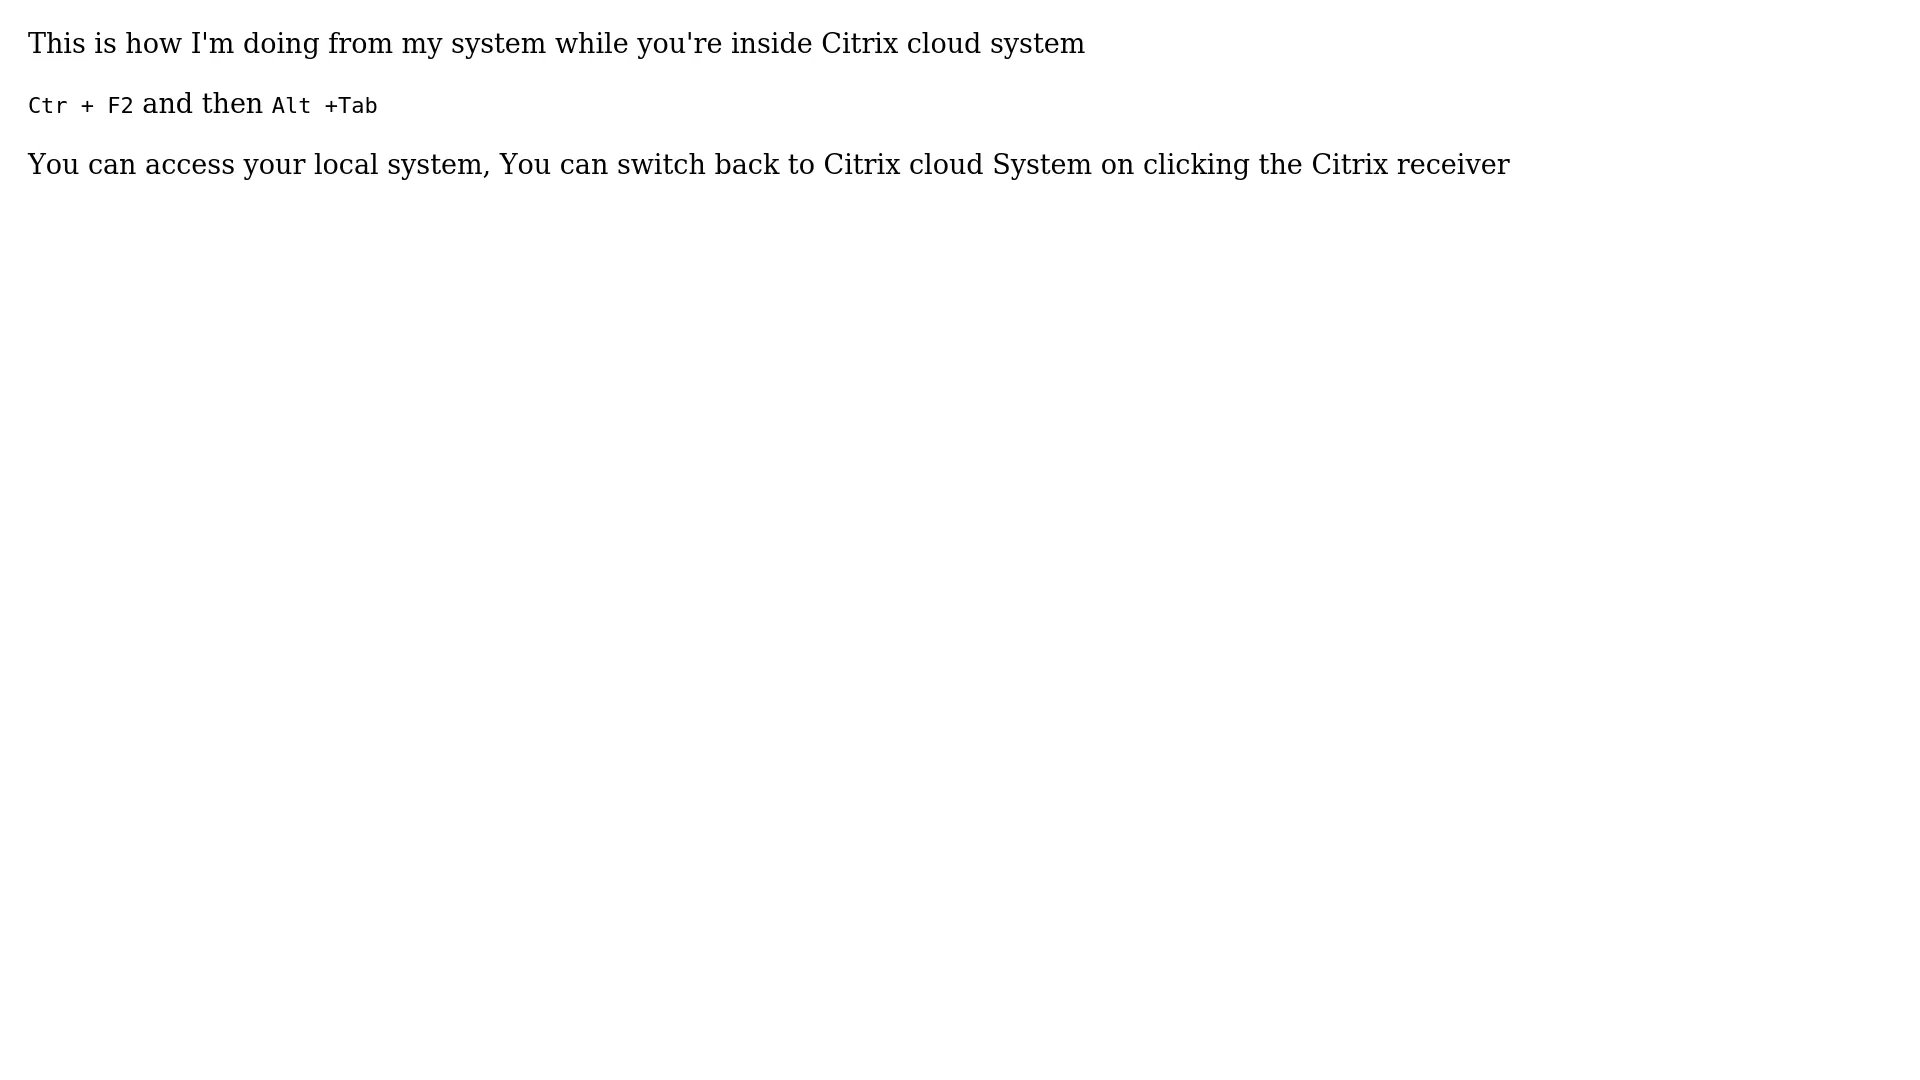 This is how I'm doing from my system while you're inside Citrix cloud system
Ctr + F2 and then Alt +Tab
You can access your local system, You can switch back to Citrix cloud System on clicking the Citrix receiver